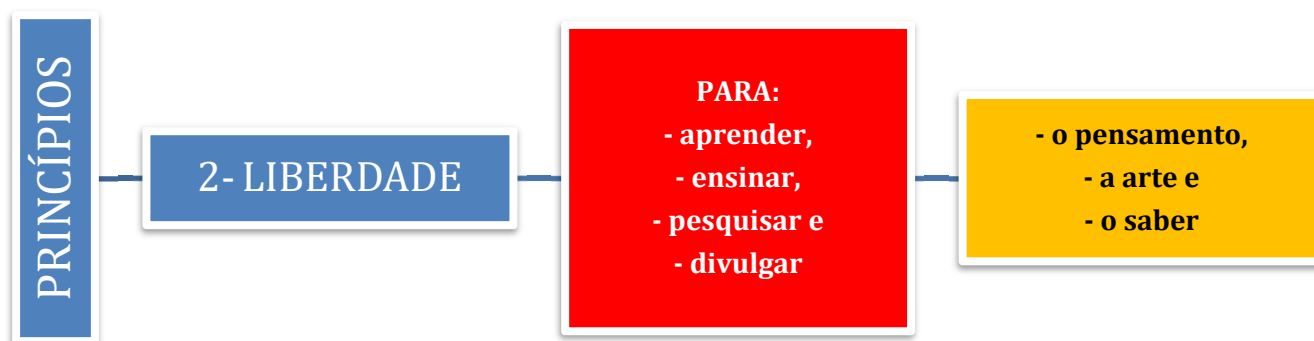 PRINCÍPIOS
2- LIBERDADE
PARA:
- aprender,
- ensinar,
- pesquisar e
- divulgar
- o pensamento,
- a arte e
- o saber